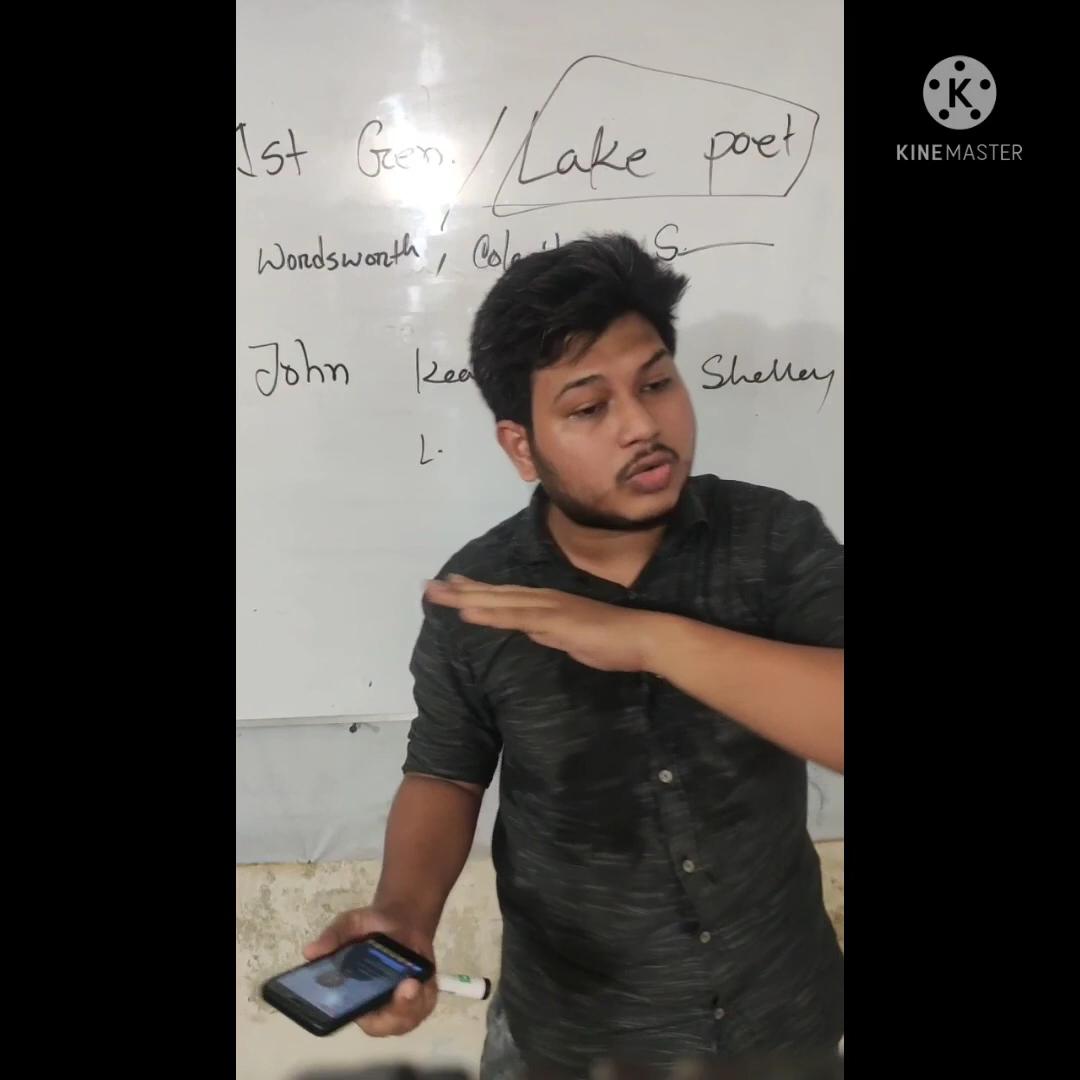 1st Gen. / Lake poet
Wordsworth, S.
John Shelley
L.
KINEMASTER